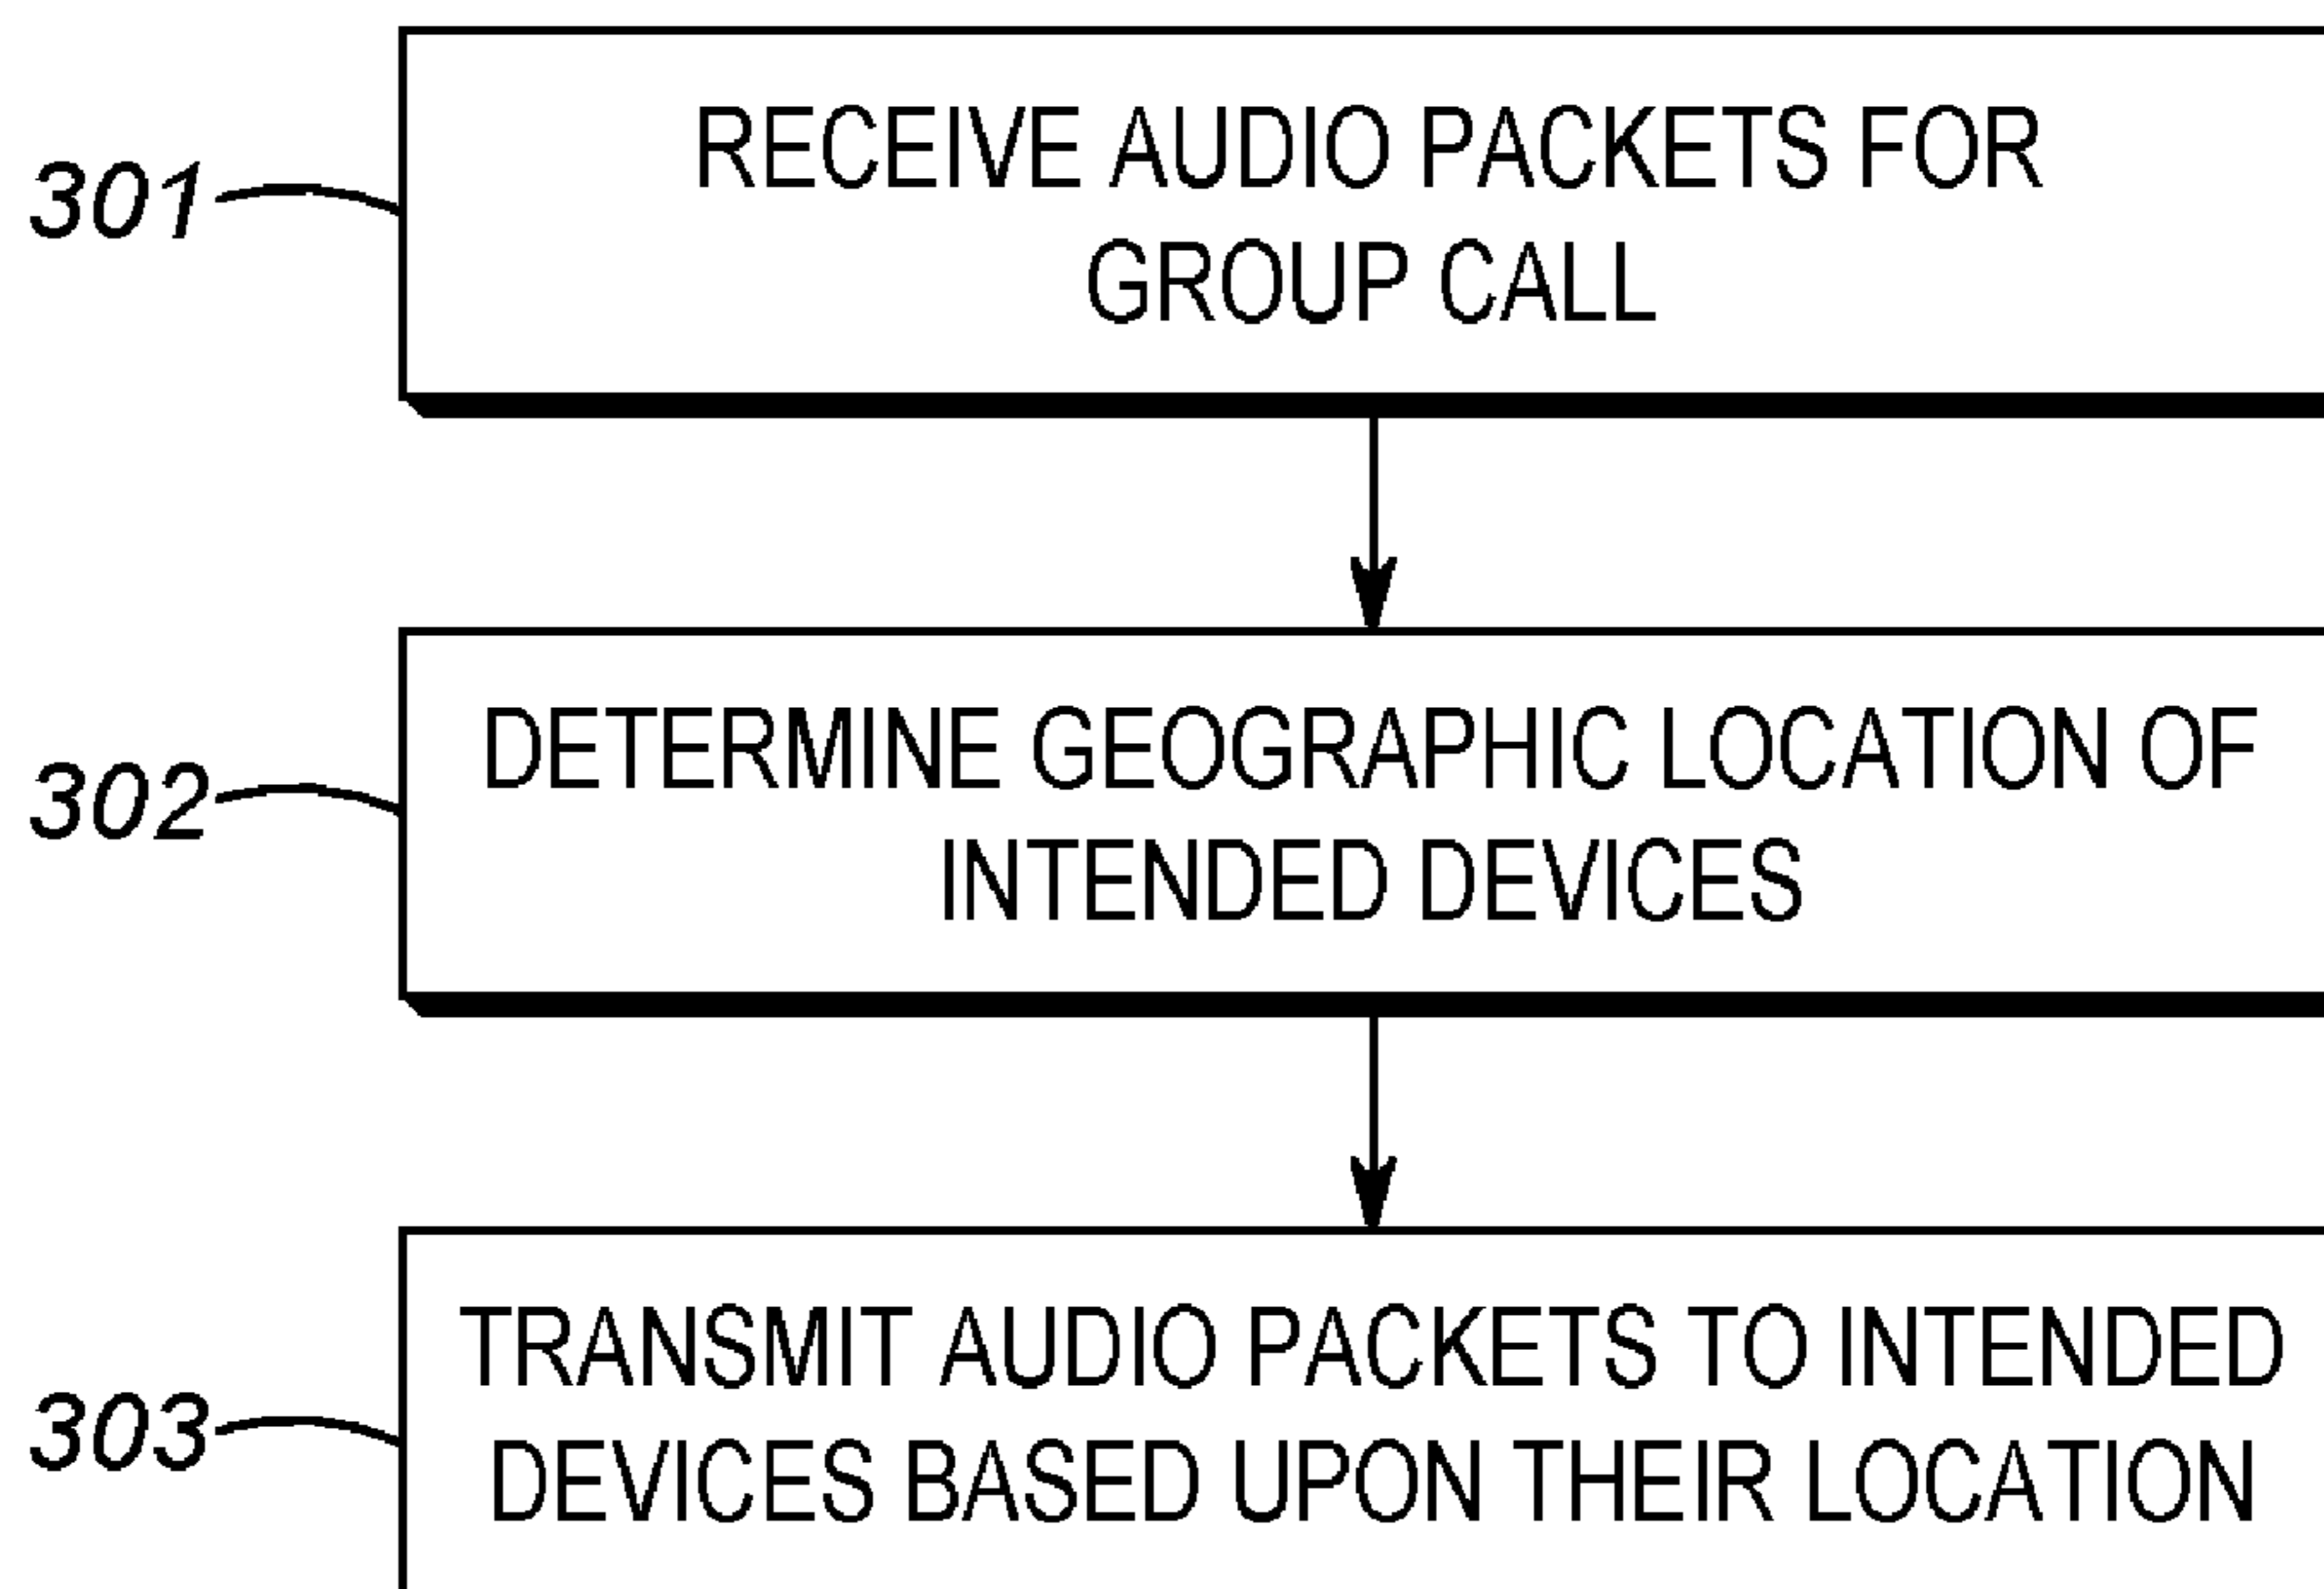 301
RECEIVE AUDIO PACKETS FOR
GROUP CALL
302
DETERMINE GEOGRAPHIC LOCATION OF
INTENDED DEVICES
303
TRANSMIT AUDIO PACKETS TO INTENDED
DEVICES BASED UPON THEIR LOCATION